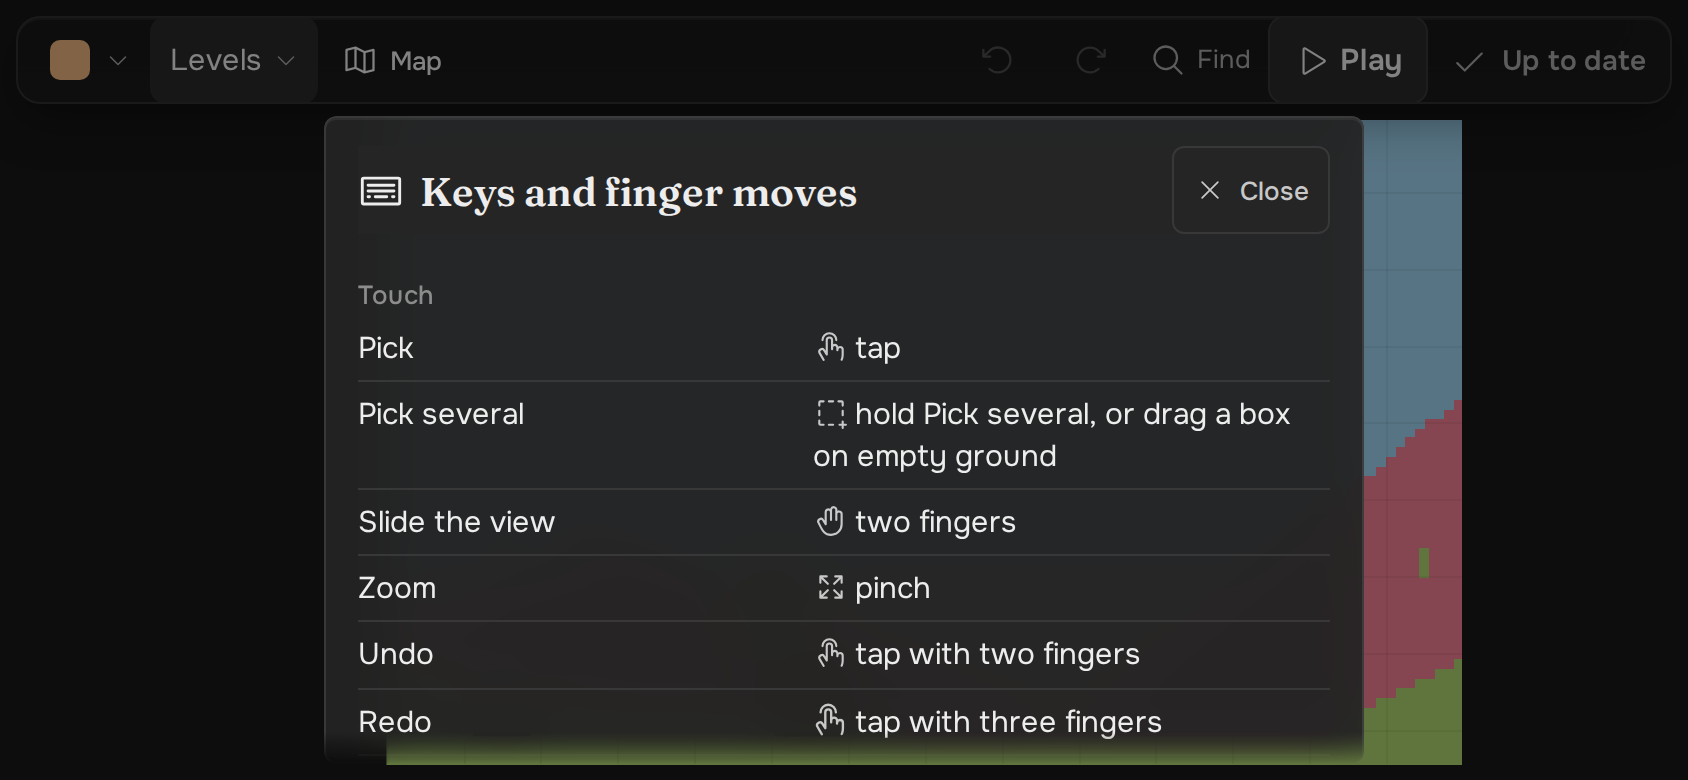 Levels Map Find Play Up to date
Keys and finger moves Close
Touch
Pick tap
Pick several hold Pick several, or drag a box
on empty ground
Slide the view two fingers
Zoom pinch
Undo tap with two fingers
Redo tap with three fingers